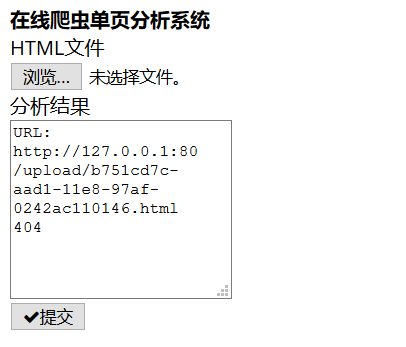 在线爬虫单页分析系统
HTML文件
浏览... 未选择文件。
分析结果
URL:
http://127.0.0.1:80
/upload/b751cd7c-
aad1-11e8-97af-
0242ac110146.html
404
✔提交